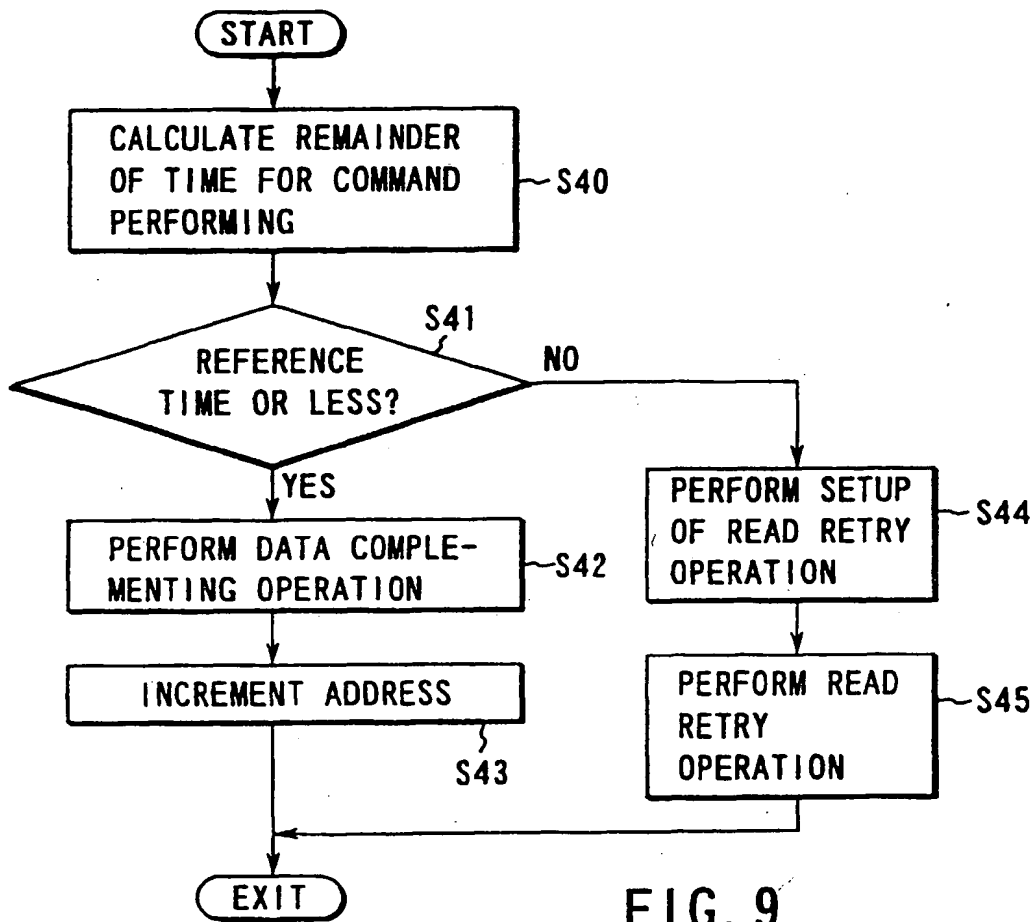 START
CALCULATE REMAINDER
OF TIME FOR COMMAND
PERFORMING
S40
S41
REFERENCE
TIME OR LESS?
NO
YES
PERFORM DATA COMPLE-
MENTING OPERATION
S42
INCREMENT ADDRESS
S43
PERFORM SETUP
OF READ RETRY
OPERATION
S44
PERFORM READ
RETRY
OPERATION
S45
EXIT
FIG. 9